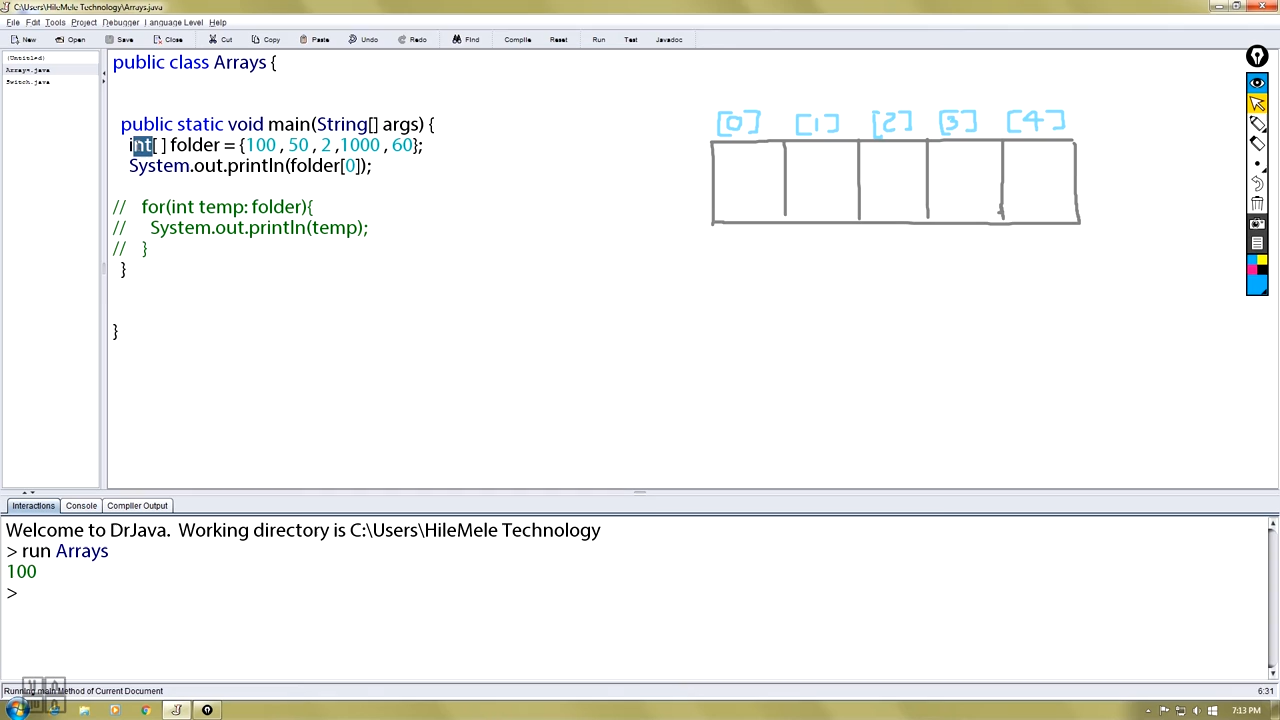 C:\Users\HileMele Technology\Arrays.java
File Edit Tools Project Debugger Language Level Help
New Open Save Close Cut Copy Paste Undo Redo Find Compile Reset Run Test Javadoc
(Untitled)
Arrays.java
Switch.java
public class Arrays {
public static void main(String[] args) {
int[ ] folder = {100 , 50 , 2 ,1000 , 60};
System.out.println(folder[0]);
// for(int temp: folder){
// System.out.println(temp);
// }
}
}
[0] [1] [2] [3] [4]
Interactions Console Compiler Output
Welcome to DrJava. Working directory is C:\Users\HileMele Technology
> run Arrays
100
>
Running main Method of Current Document
6:31
7:13 PM